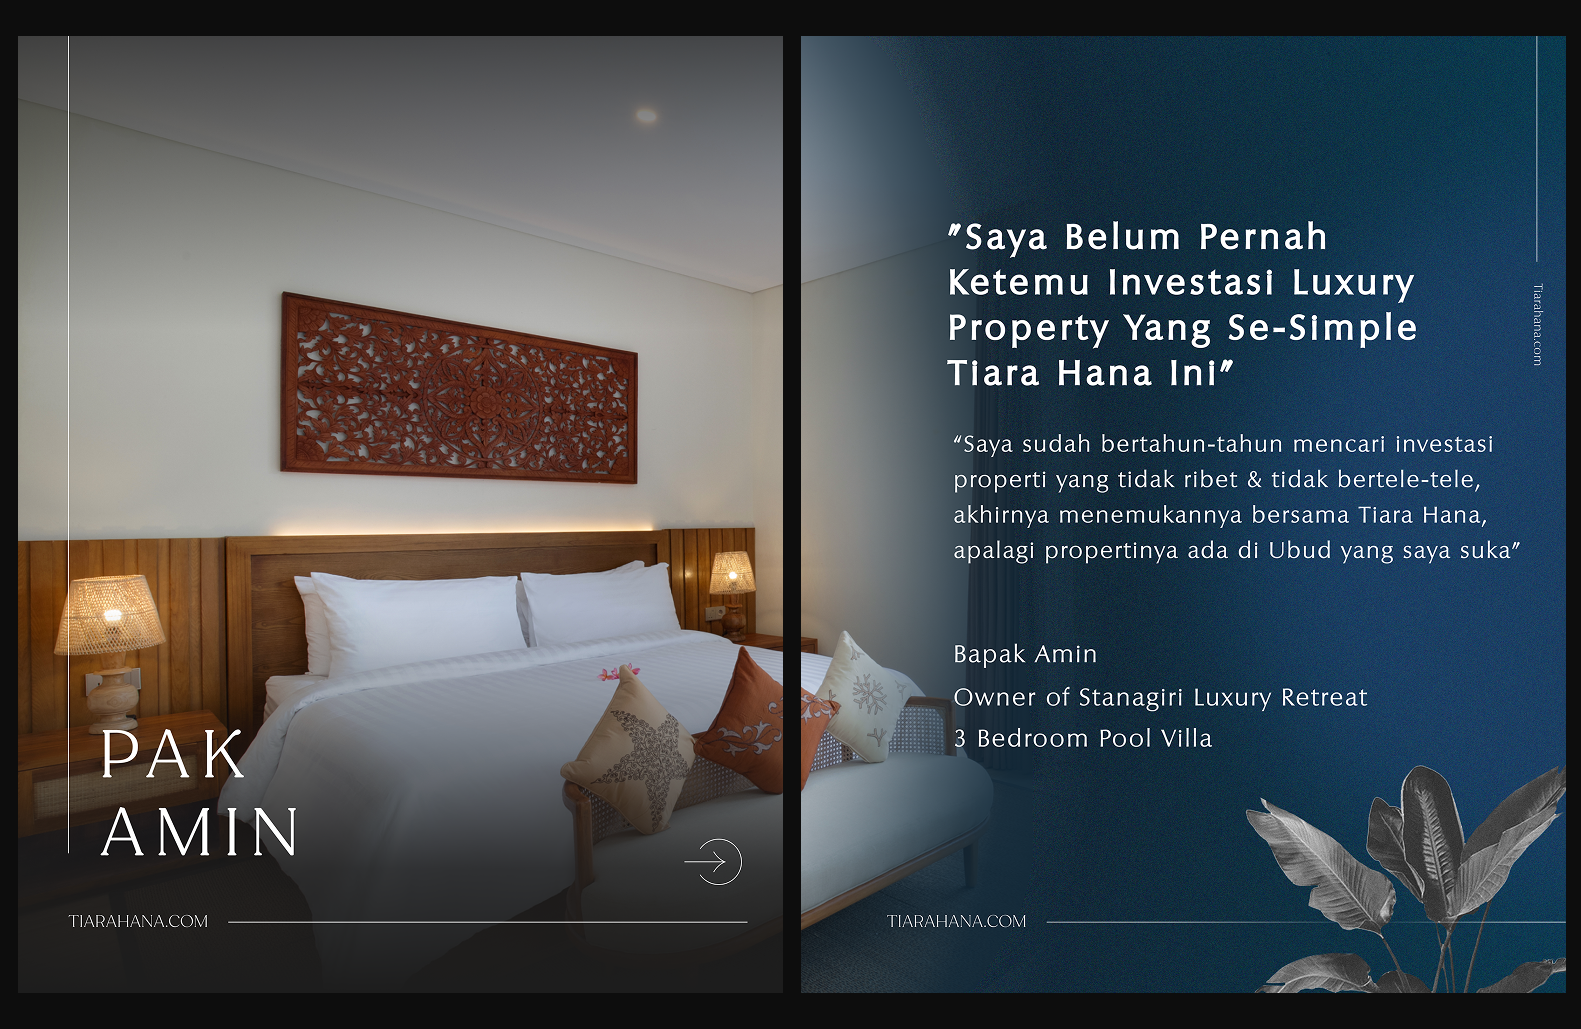 PAK
AMIN
TIARAHANA.COM
"Saya Belum Pernah
Ketemu Investasi Luxury
Property Yang Se-Simple
Tiara Hana Ini"
Tiarahana.com
"Saya sudah bertahun-tahun mencari investasi
properti yang tidak ribet & tidak bertele-tele,
akhirnya menemukannya bersama Tiara Hana,
apalagi propertinya ada di Ubud yang saya suka"
Bapak Amin
Owner of Stanagiri Luxury Retreat
3 Bedroom Pool Villa
TIARAHANA.COM